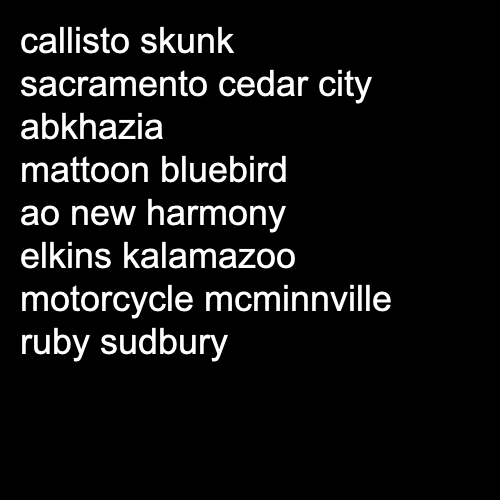 callisto skunk
sacramento cedar city
abkhazia
mattoon bluebird
ao new harmony
elkins kalamazoo
motorcycle mcminnville
ruby sudbury